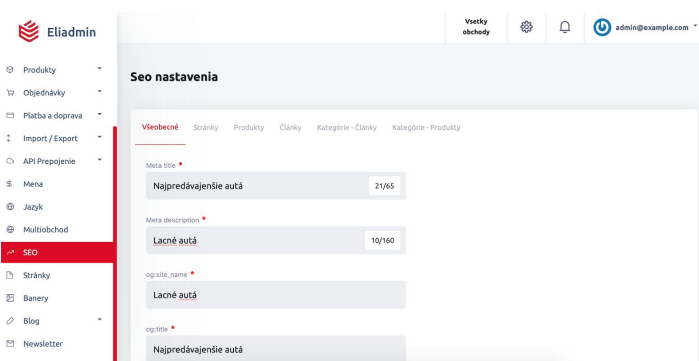 Eliadmin
Vsetky
obchody
admin@example.com
Produkty
Objednávky
Platba a doprava
Import / Export
API Prepojenie
Mena
Jazyk
Multiobchod
SEO
Stránky
Banery
Blog
Newsletter
Seo nastavenia
Všeobecné Stránky Produkty Články Kategórie - Články Kategórie - Produkty
Meta title *
Najpredávajenšie autá 21/65
Meta description *
Lacné autá 10/160
og:site_name *
Lacné autá
og:title *
Najpredávajenšie autá